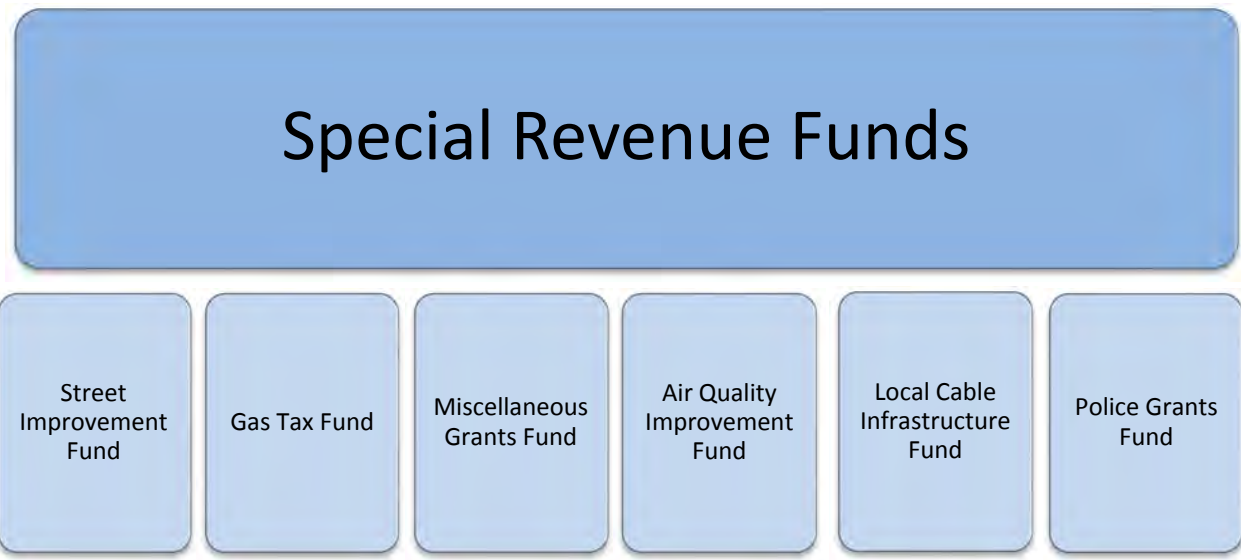 Special Revenue Funds
Street
Improvement
Fund
Gas Tax Fund
Miscellaneous
Grants Fund
Air Quality
Improvement
Fund
Local Cable
Infrastructure
Fund
Police Grants
Fund